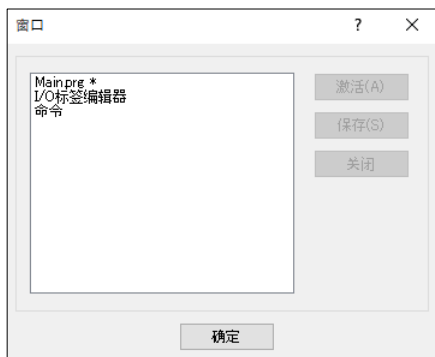 窗口
Main.prg *
I/O标签编辑器
命令
激活(A)
保存(S)
关闭
确定